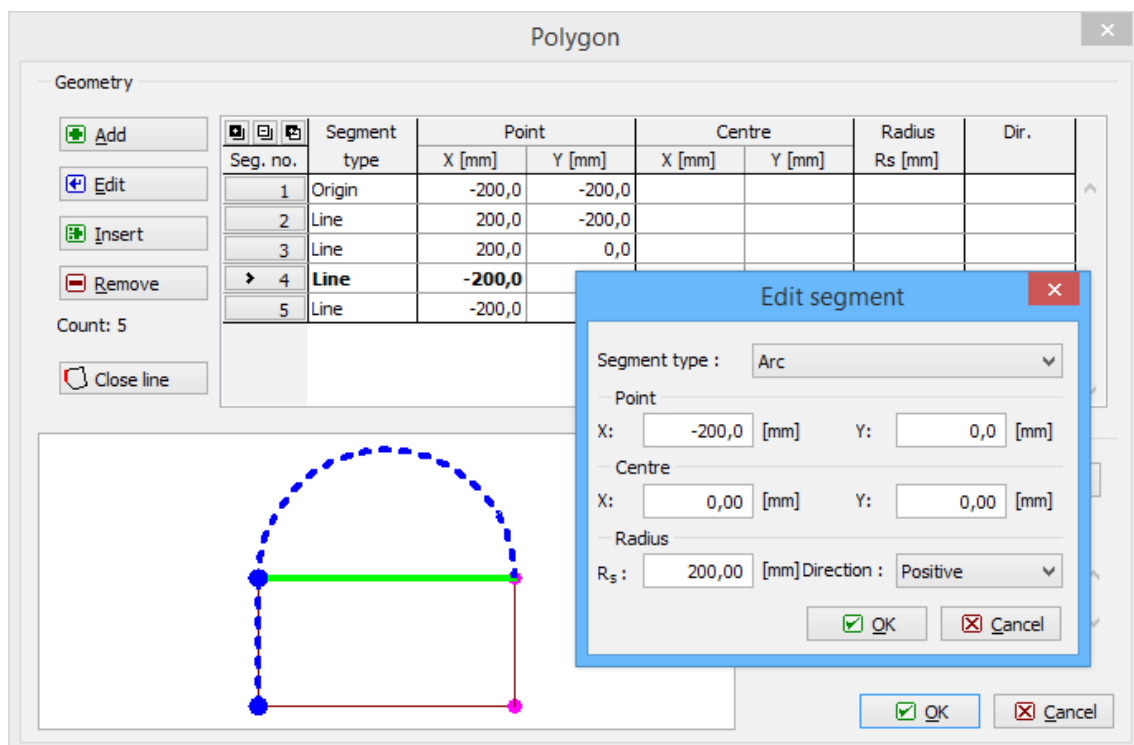 Polygon
Geometry
Add
Edit
Insert
Remove
Count: 5
Close line
Segment Point Centre Radius Dir.
Seg. no. type X [mm] Y [mm] X [mm] Y [mm] Rs [mm]
1 Origin -200,0 -200,0
2 Line 200,0 -200,0
3 Line 200,0 0,0
4 Line -200,0
5 Line -200,0
Edit segment
Segment type : Arc
Point
X: -200,0 [mm] Y: 0,0 [mm]
Centre
X: 0,00 [mm] Y: 0,00 [mm]
Radius
Rs : 200,00 [mm] Direction : Positive
OK Cancel
OK Cancel